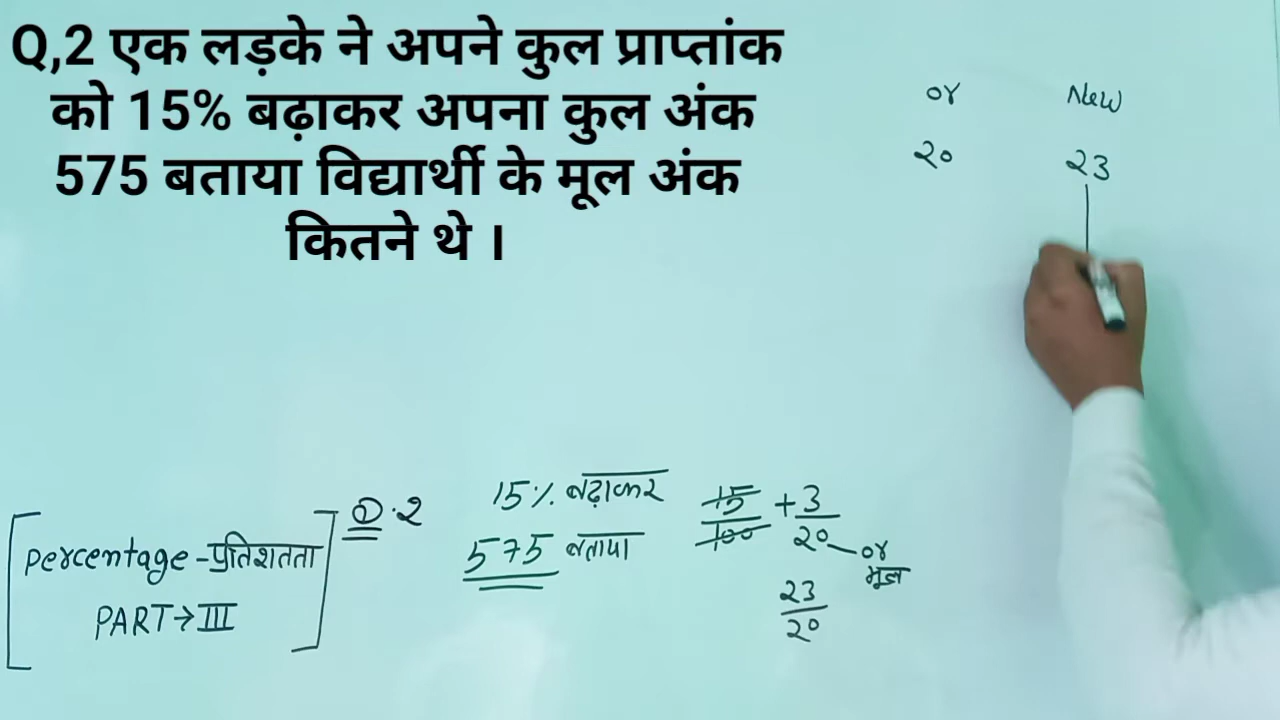 Q,2 एक लड़के ने अपने कुल प्राप्तांक
को 15% बढ़ाकर अपना कुल अंक
575 बताया विद्यार्थी के मूल अंक
कितने थे ।
or New
20 23
[Percentage-प्रतिशतता
PART→III]
Q.2
15% बढ़ाकर
575 बताया
15/100 +3/20
or
मूल
23/20